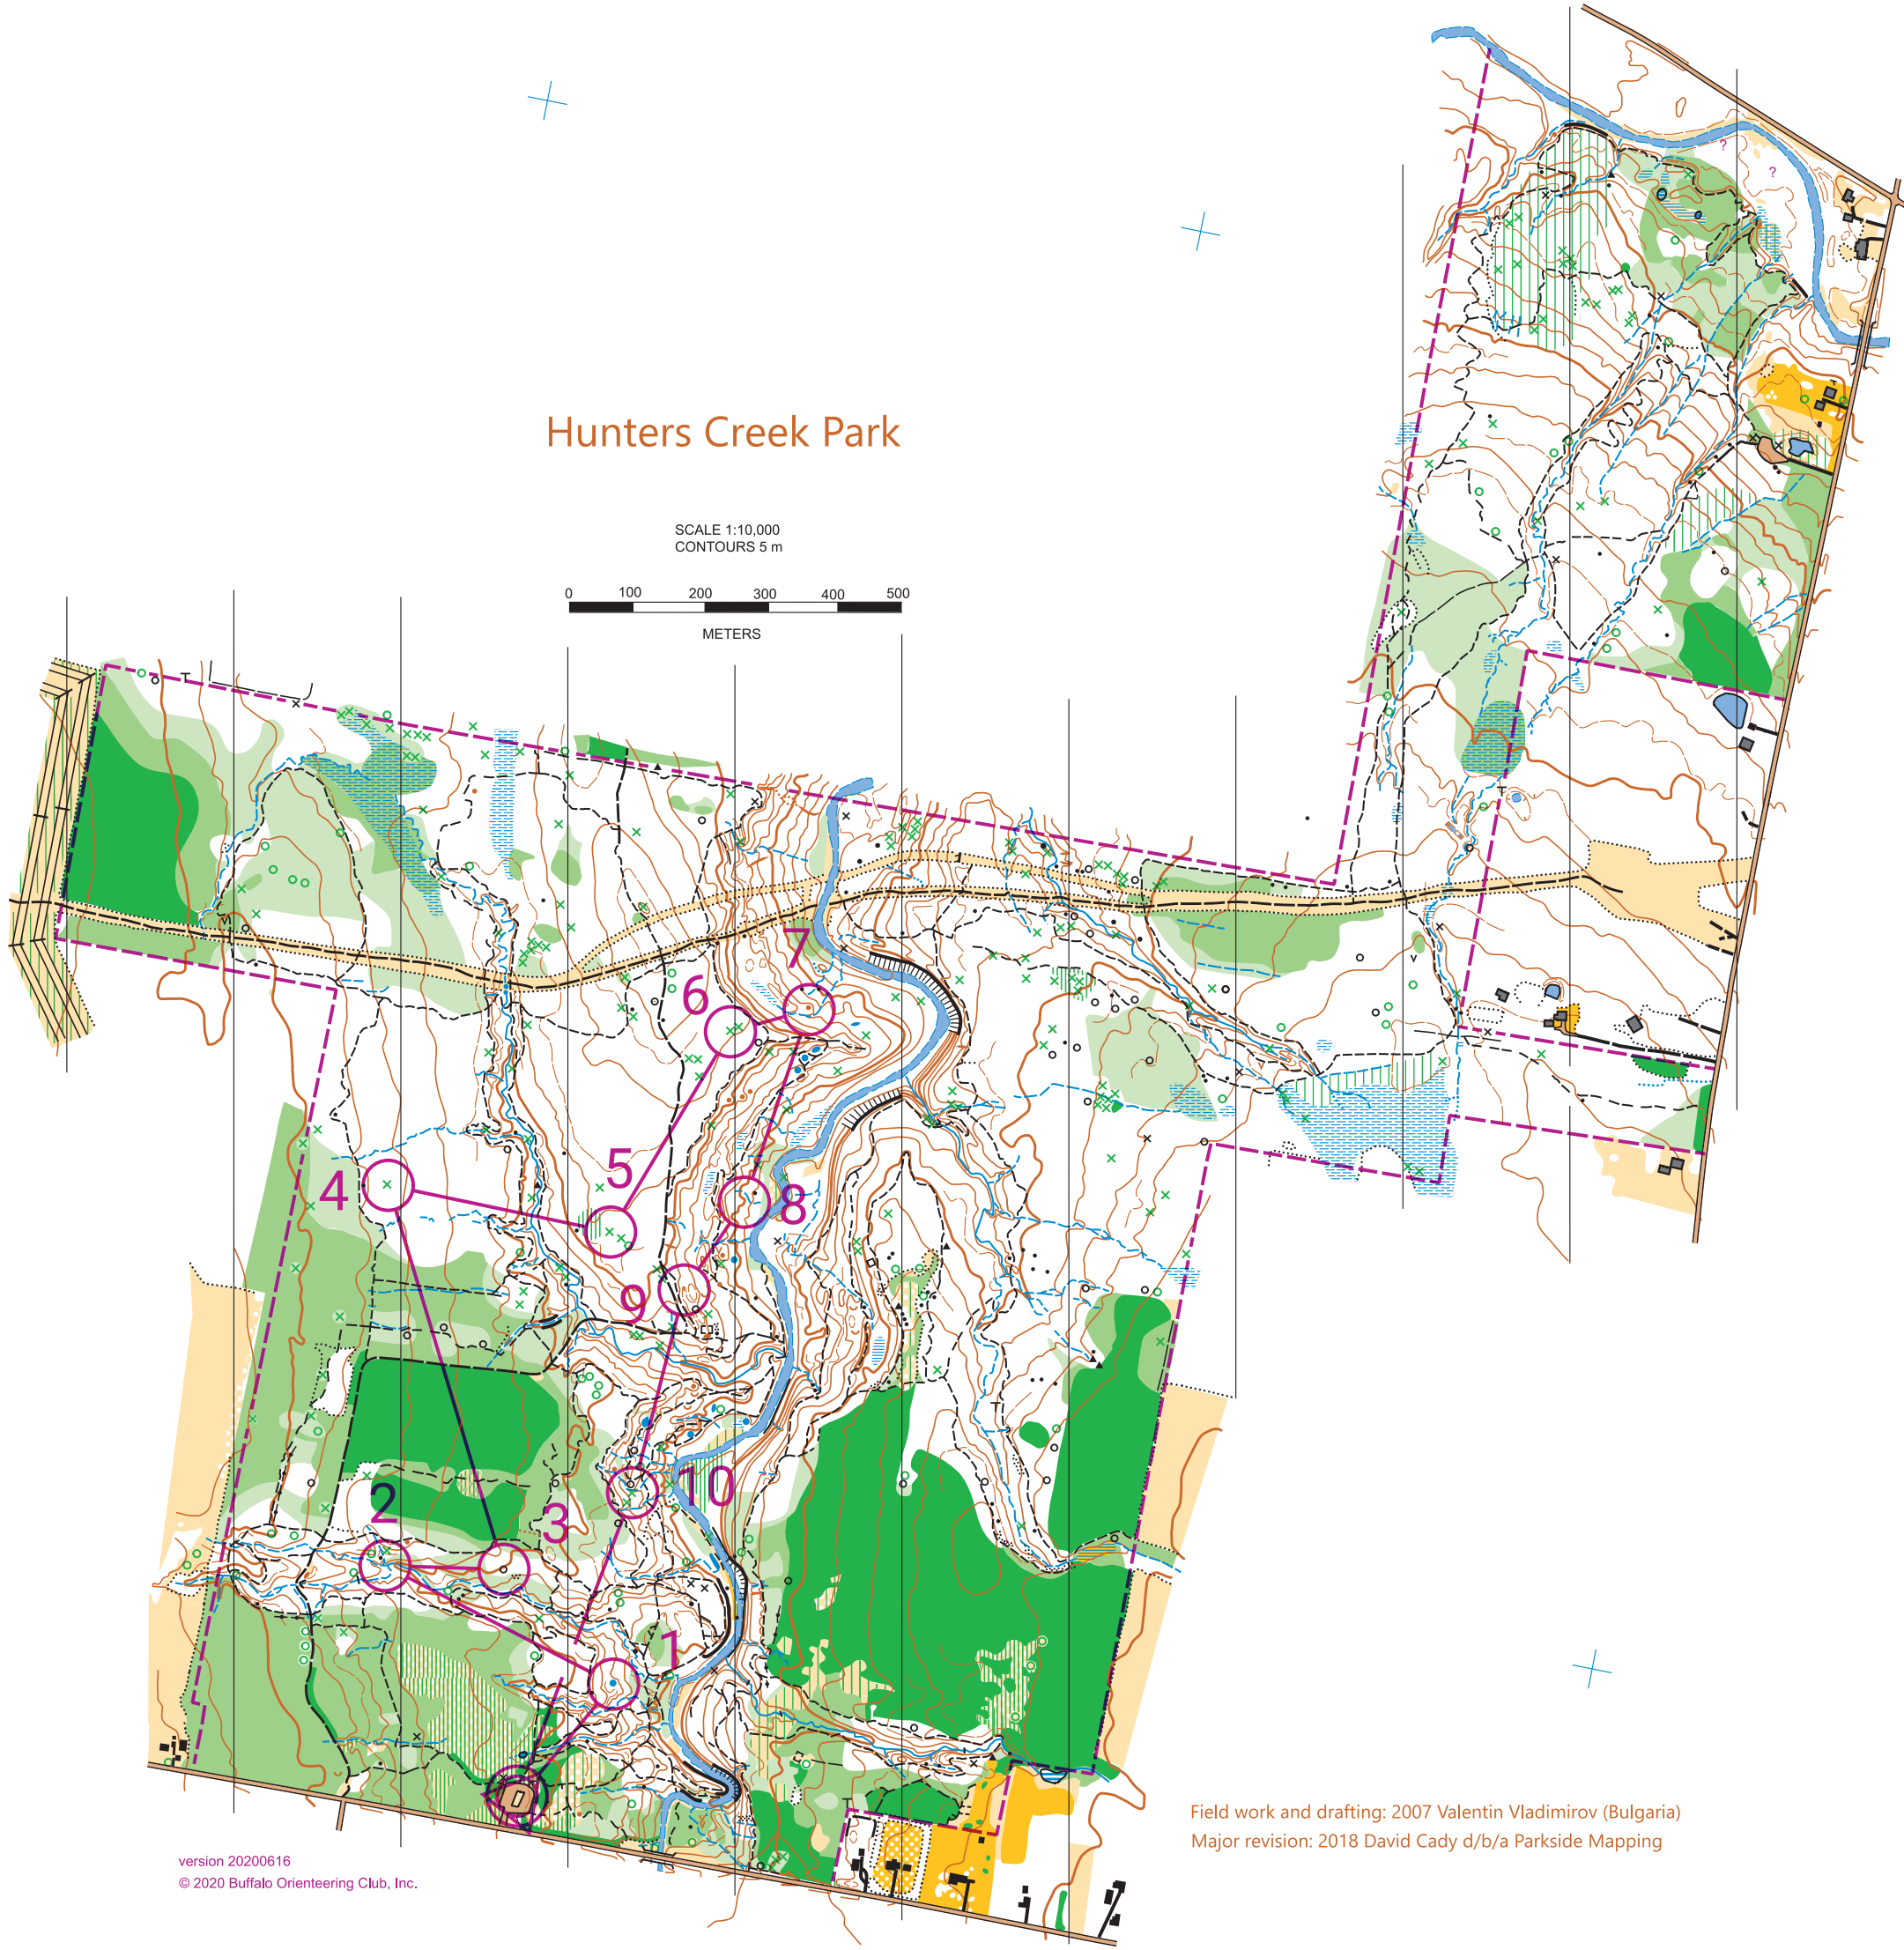 Hunters Creek Park
SCALE 1:10,000
CONTOURS 5 m
0 100 200 300 400 500
METERS
?
?
7
6
5
4
8
9
2
10
3
1
Field work and drafting: 2007 Valentin Vladimirov (Bulgaria)
Major revision: 2018 David Cady d/b/a Parkside Mapping
version 20200616
© 2020 Buffalo Orienteering Club, Inc.